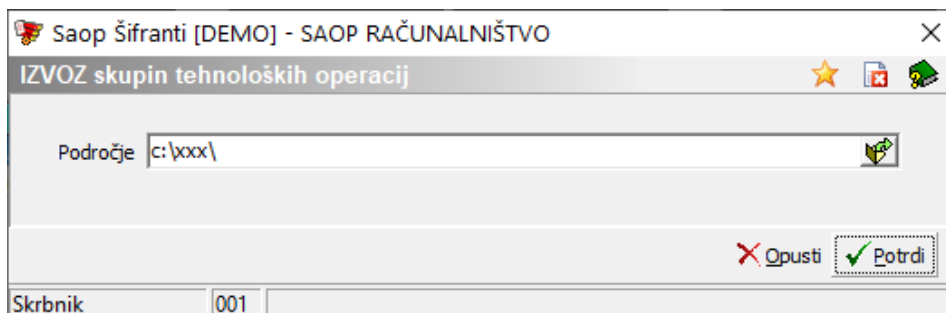 Saop Šifranti [DEMO] - SAOP RAČUNALNIŠTVO
IZVOZ skupin tehnoloških operacij
Področje c:\xxx\
Opusti Potrdi
Skrbnik 001